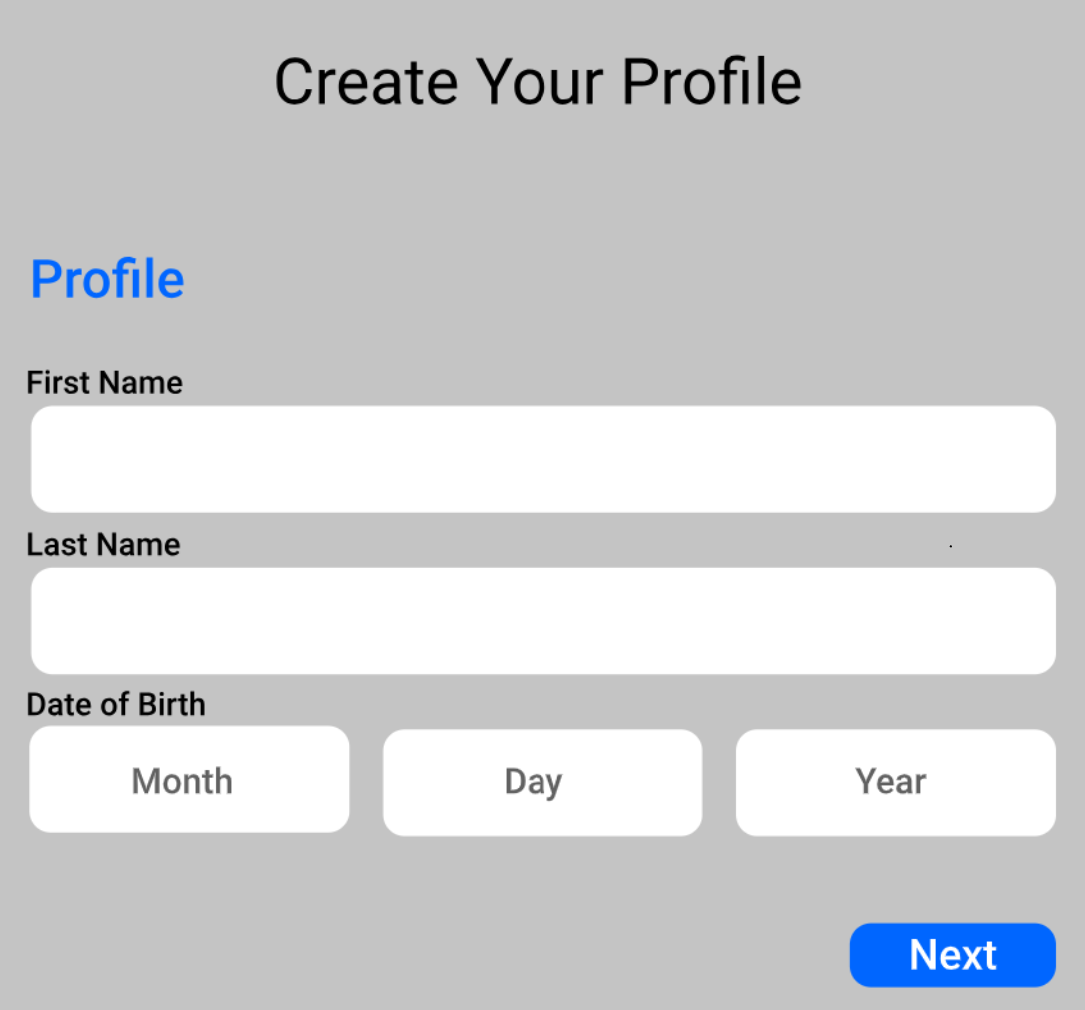 Create Your Profile
Profile
First Name
Last Name
Date of Birth
Month Day Year
Next